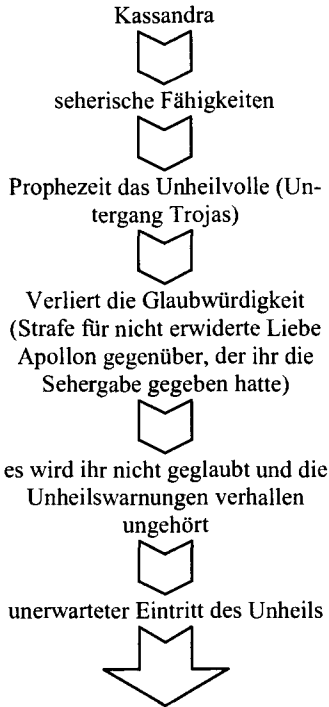 Kassandra
seherische Fähigkeiten
Prophezeit das Unheilvolle (Un-
tergang Trojas)
Verliert die Glaubwürdigkeit
(Strafe für nicht erwiderte Liebe
Apollon gegenüber, der ihr die
Sehergabe gegeben hatte)
es wird ihr nicht geglaubt und die
Unheilswarnungen verhallen
ungehört
unerwarteter Eintritt des Unheils